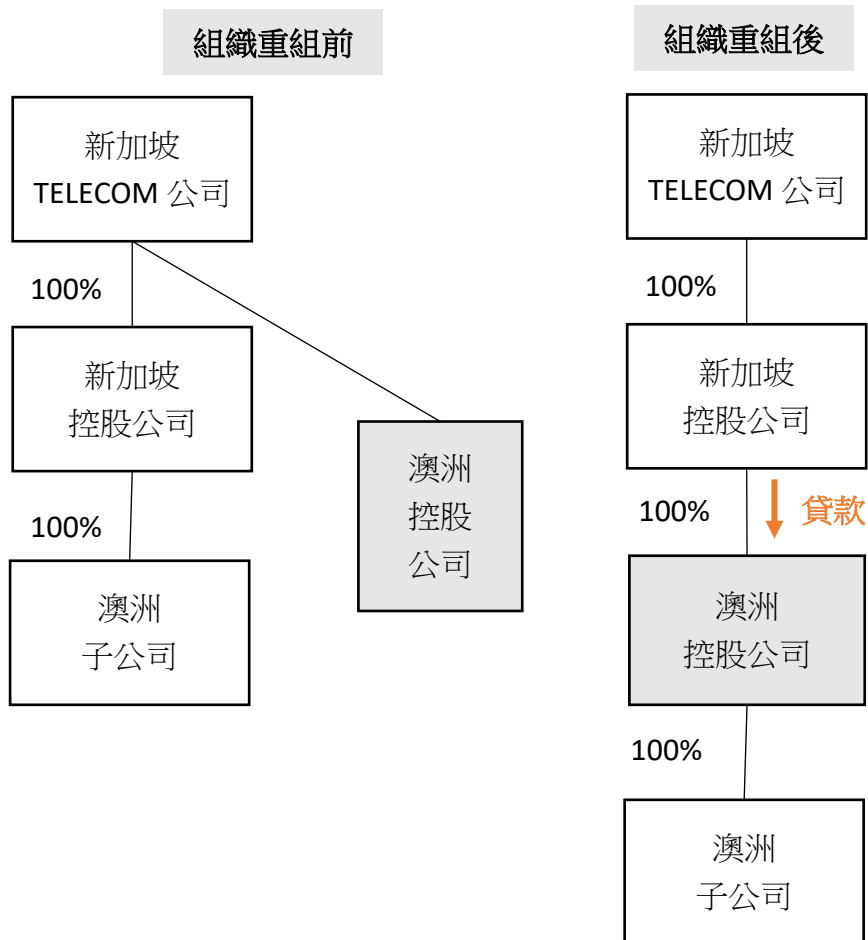 組織重組前
新加坡
TELECOM 公司
100%
新加坡
控股公司
100%
澳洲
子公司
澳洲
控股
公司
組織重組後
新加坡
TELECOM 公司
100%
新加坡
控股公司
100%
貸款
澳洲
控股公司
100%
澳洲
子公司